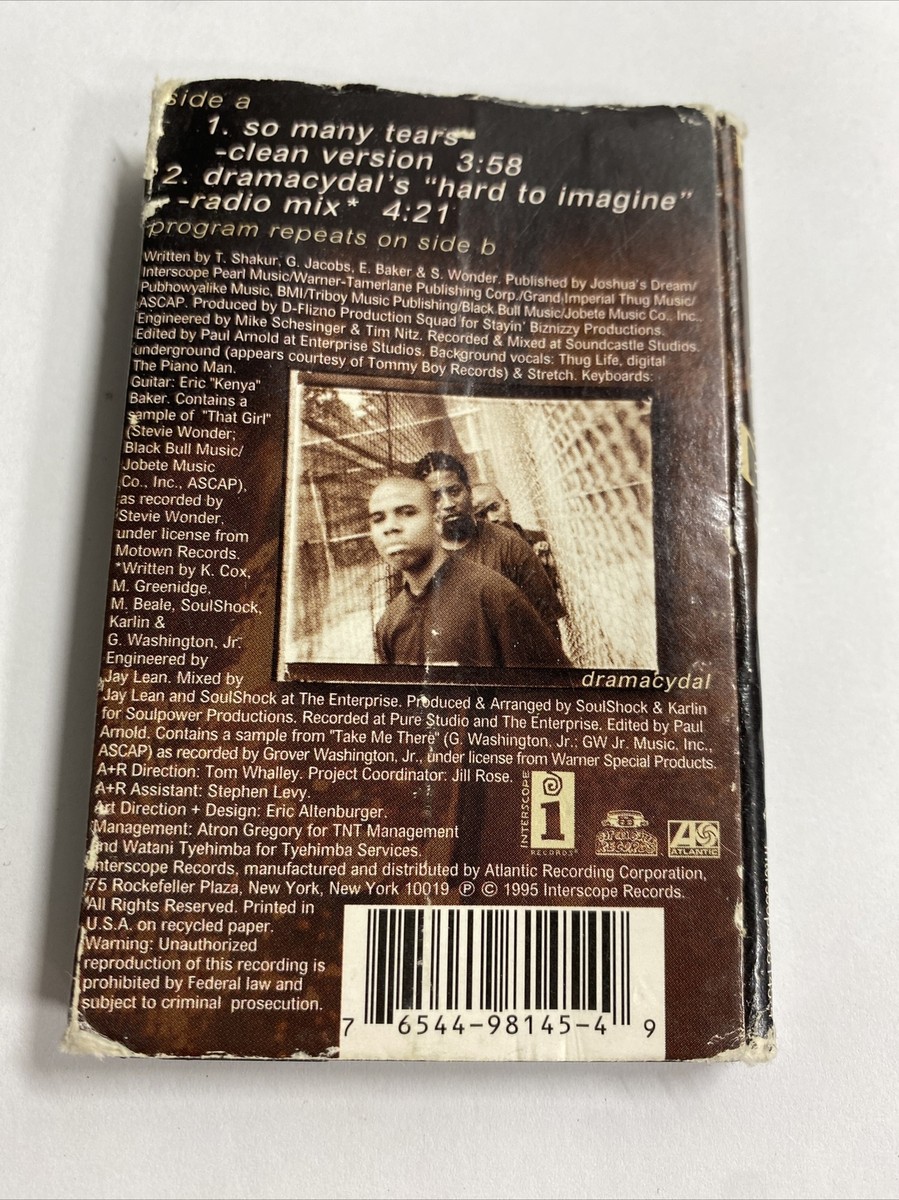 side a
1. so many tears
-clean version 3:58
2. dramacydal's "hard to imagine"
-radio mix* 4:21
program repeats on side b
Written by T. Shakur, G. Jacobs, E. Baker & S. Wonder. Published by Joshua's Dream/
Interscope Pearl Music/Warner-Tamerlane Publishing Corp./Grand Imperial Thug Music/
Pubhowyalike Music, BMI/Triboy Music Publishing/Black Bull Music/Jobete Music Co., Inc.,
ASCAP. Produced by D-Flizno Production Squad for Stayin' Biznizzy Productions.
Engineered by Mike Schesinger & Tim Nitz. Recorded & Mixed at Soundcastle Studios.
Edited by Paul Arnold at Enterprise Studios. Background vocals: Thug Life, digital
underground (appears courtesy of Tommy Boy Records) & Stretch. Keyboards:
The Piano Man.
Guitar: Eric "Kenya"
Baker. Contains a
sample of "That Girl"
(Stevie Wonder;
Black Bull Music/
Jobete Music
Co., Inc., ASCAP),
as recorded by
Stevie Wonder,
under license from
Motown Records.
*Written by K. Cox,
M. Greenidge,
M. Beale, SoulShock,
Karlin &
G. Washington, Jr.
Engineered by
Jay Lean. Mixed by
dramacydal
Jay Lean and SoulShock at The Enterprise. Produced & Arranged by SoulShock & Karlin
for Soulpower Productions. Recorded at Pure Studio and The Enterprise. Edited by Paul
Arnold. Contains a sample from "Take Me There" (G. Washington, Jr.; GW Jr. Music, Inc.,
ASCAP) as recorded by Grover Washington, Jr., under license from Warner Special Products.
A+R Direction: Tom Whalley. Project Coordinator: Jill Rose.
A+R Assistant: Stephen Levy.
Art Direction + Design: Eric Altenburger.
Management: Atron Gregory for TNT Management
and Watani Tyehimba for Tyehimba Services.
INTERSCOPE
i
RECORDS
ATLANTIC
Interscope Records, manufactured and distributed by Atlantic Recording Corporation,
75 Rockefeller Plaza, New York, New York 10019 ℗ © 1995 Interscope Records.
All Rights Reserved. Printed in
U.S.A. on recycled paper.
Warning: Unauthorized
reproduction of this recording is
prohibited by Federal law and
subject to criminal prosecution.
7 6544-98145-4 9